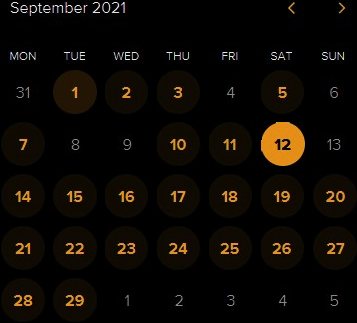 September 2021
MON TUE WED THU FRI SAT SUN
31 1 2 3 4 5 6
7 8 9 10 11 12 13
14 15 16 17 18 19 20
21 22 23 24 25 26 27
28 29 1 2 3 4 5